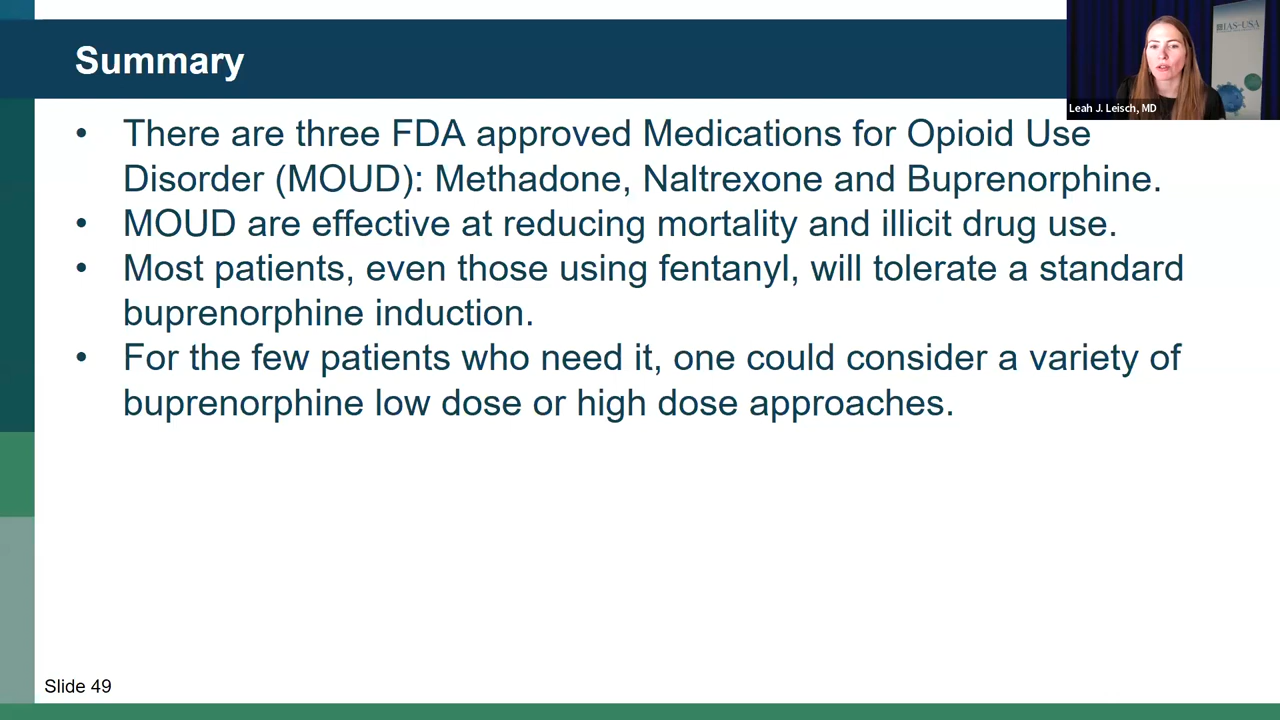 Summary
IAS-USA
Leah J. Leisch, MD
• There are three FDA approved Medications for Opioid Use
Disorder (MOUD): Methadone, Naltrexone and Buprenorphine.
• MOUD are effective at reducing mortality and illicit drug use.
• Most patients, even those using fentanyl, will tolerate a standard
buprenorphine induction.
• For the few patients who need it, one could consider a variety of
buprenorphine low dose or high dose approaches.
Slide 49